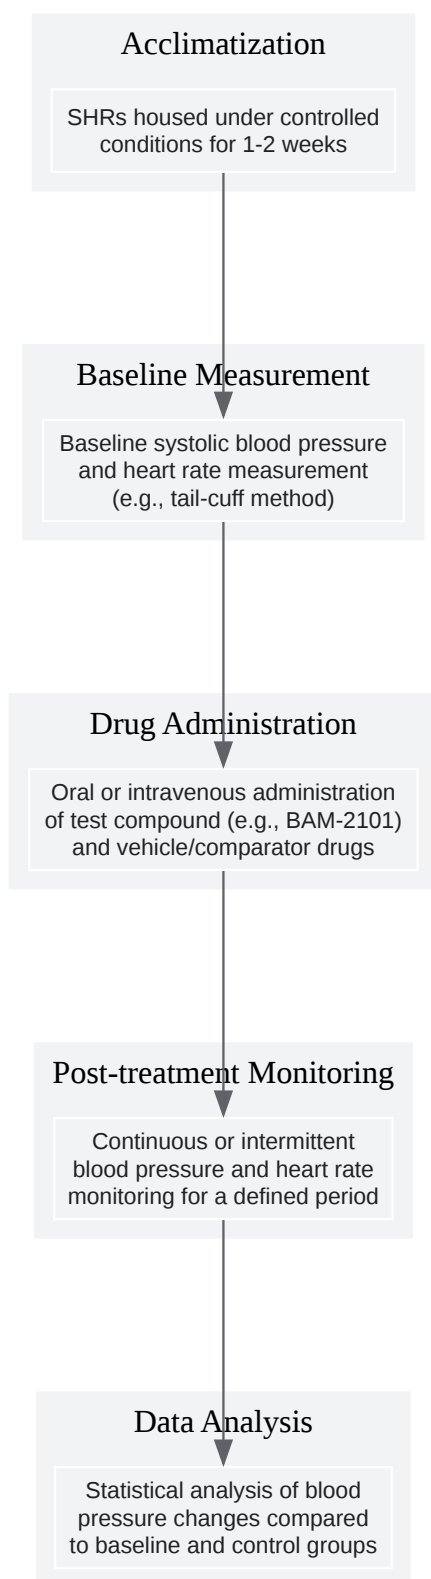 Acclimatization
SHRs housed under controlled
conditions for 1-2 weeks
Baseline Measurement
Baseline systolic blood pressure
and heart rate measurement
(e.g., tail-cuff method)
Drug Administration
Oral or intravenous administration
of test compound (e.g., BAM-2101)
and vehicle/comparator drugs
Post-treatment Monitoring
Continuous or intermittent
blood pressure and heart rate
monitoring for a defined period
Data Analysis
Statistical analysis of blood
pressure changes compared
to baseline and control groups